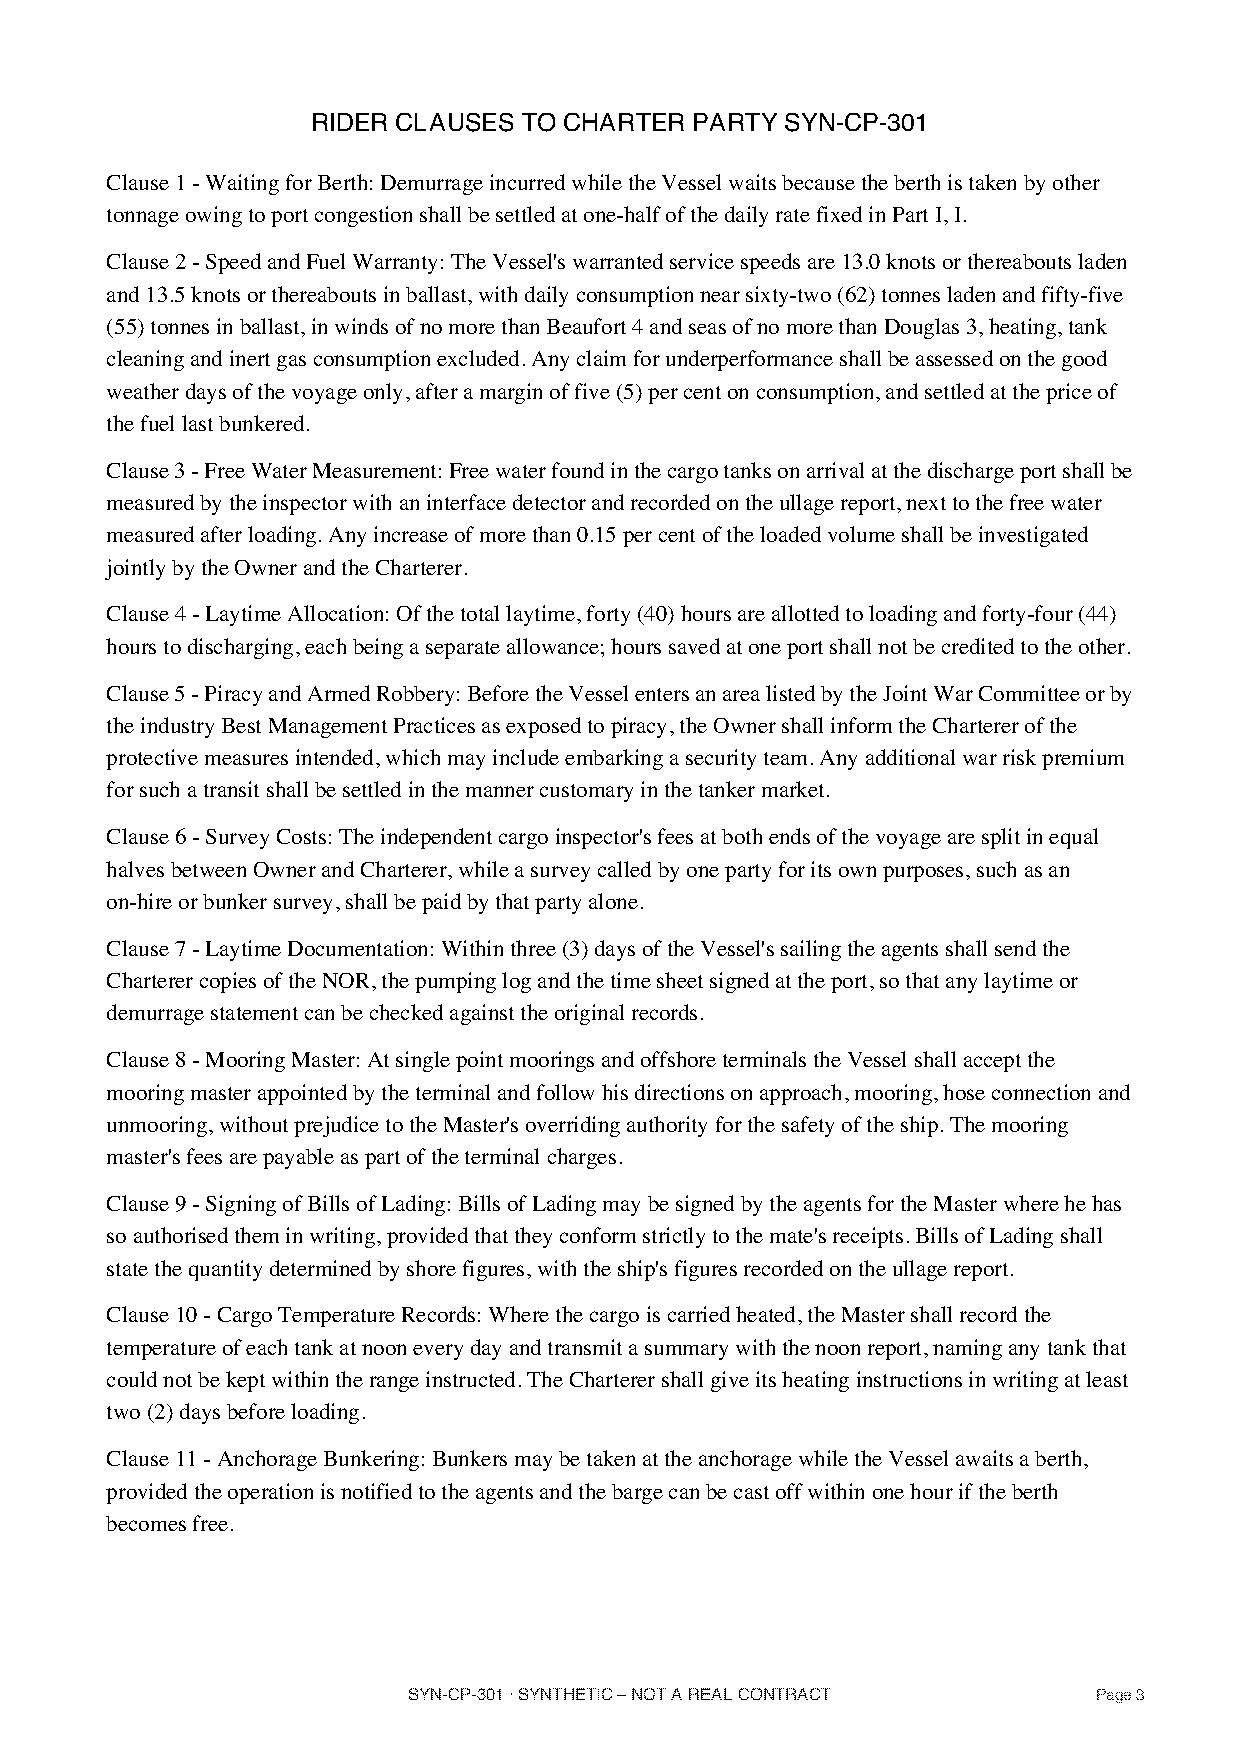 RIDER CLAUSES TO CHARTER PARTY SYN-CP-301
Clause 1 - Waiting for Berth: Demurrage incurred while the Vessel waits because the berth is taken by other
tonnage owing to port congestion shall be settled at one-half of the daily rate fixed in Part I, I.
Clause 2 - Speed and Fuel Warranty: The Vessel's warranted service speeds are 13.0 knots or thereabouts laden
and 13.5 knots or thereabouts in ballast, with daily consumption near sixty-two (62) tonnes laden and fifty-five
(55) tonnes in ballast, in winds of no more than Beaufort 4 and seas of no more than Douglas 3, heating, tank
cleaning and inert gas consumption excluded. Any claim for underperformance shall be assessed on the good
weather days of the voyage only, after a margin of five (5) per cent on consumption, and settled at the price of
the fuel last bunkered.
Clause 3 - Free Water Measurement: Free water found in the cargo tanks on arrival at the discharge port shall be
measured by the inspector with an interface detector and recorded on the ullage report, next to the free water
measured after loading. Any increase of more than 0.15 per cent of the loaded volume shall be investigated
jointly by the Owner and the Charterer.
Clause 4 - Laytime Allocation: Of the total laytime, forty (40) hours are allotted to loading and forty-four (44)
hours to discharging, each being a separate allowance; hours saved at one port shall not be credited to the other.
Clause 5 - Piracy and Armed Robbery: Before the Vessel enters an area listed by the Joint War Committee or by
the industry Best Management Practices as exposed to piracy, the Owner shall inform the Charterer of the
protective measures intended, which may include embarking a security team. Any additional war risk premium
for such a transit shall be settled in the manner customary in the tanker market.
Clause 6 - Survey Costs: The independent cargo inspector's fees at both ends of the voyage are split in equal
halves between Owner and Charterer, while a survey called by one party for its own purposes, such as an
on-hire or bunker survey, shall be paid by that party alone.
Clause 7 - Laytime Documentation: Within three (3) days of the Vessel's sailing the agents shall send the
Charterer copies of the NOR, the pumping log and the time sheet signed at the port, so that any laytime or
demurrage statement can be checked against the original records.
Clause 8 - Mooring Master: At single point moorings and offshore terminals the Vessel shall accept the
mooring master appointed by the terminal and follow his directions on approach, mooring, hose connection and
unmooring, without prejudice to the Master's overriding authority for the safety of the ship. The mooring
master's fees are payable as part of the terminal charges.
Clause 9 - Signing of Bills of Lading: Bills of Lading may be signed by the agents for the Master where he has
so authorised them in writing, provided that they conform strictly to the mate's receipts. Bills of Lading shall
state the quantity determined by shore figures, with the ship's figures recorded on the ullage report.
Clause 10 - Cargo Temperature Records: Where the cargo is carried heated, the Master shall record the
temperature of each tank at noon every day and transmit a summary with the noon report, naming any tank that
could not be kept within the range instructed. The Charterer shall give its heating instructions in writing at least
two (2) days before loading.
Clause 11 - Anchorage Bunkering: Bunkers may be taken at the anchorage while the Vessel awaits a berth,
provided the operation is notified to the agents and the barge can be cast off within one hour if the berth
becomes free.
SYN-CP-301 · SYNTHETIC – NOT A REAL CONTRACT
Page 3